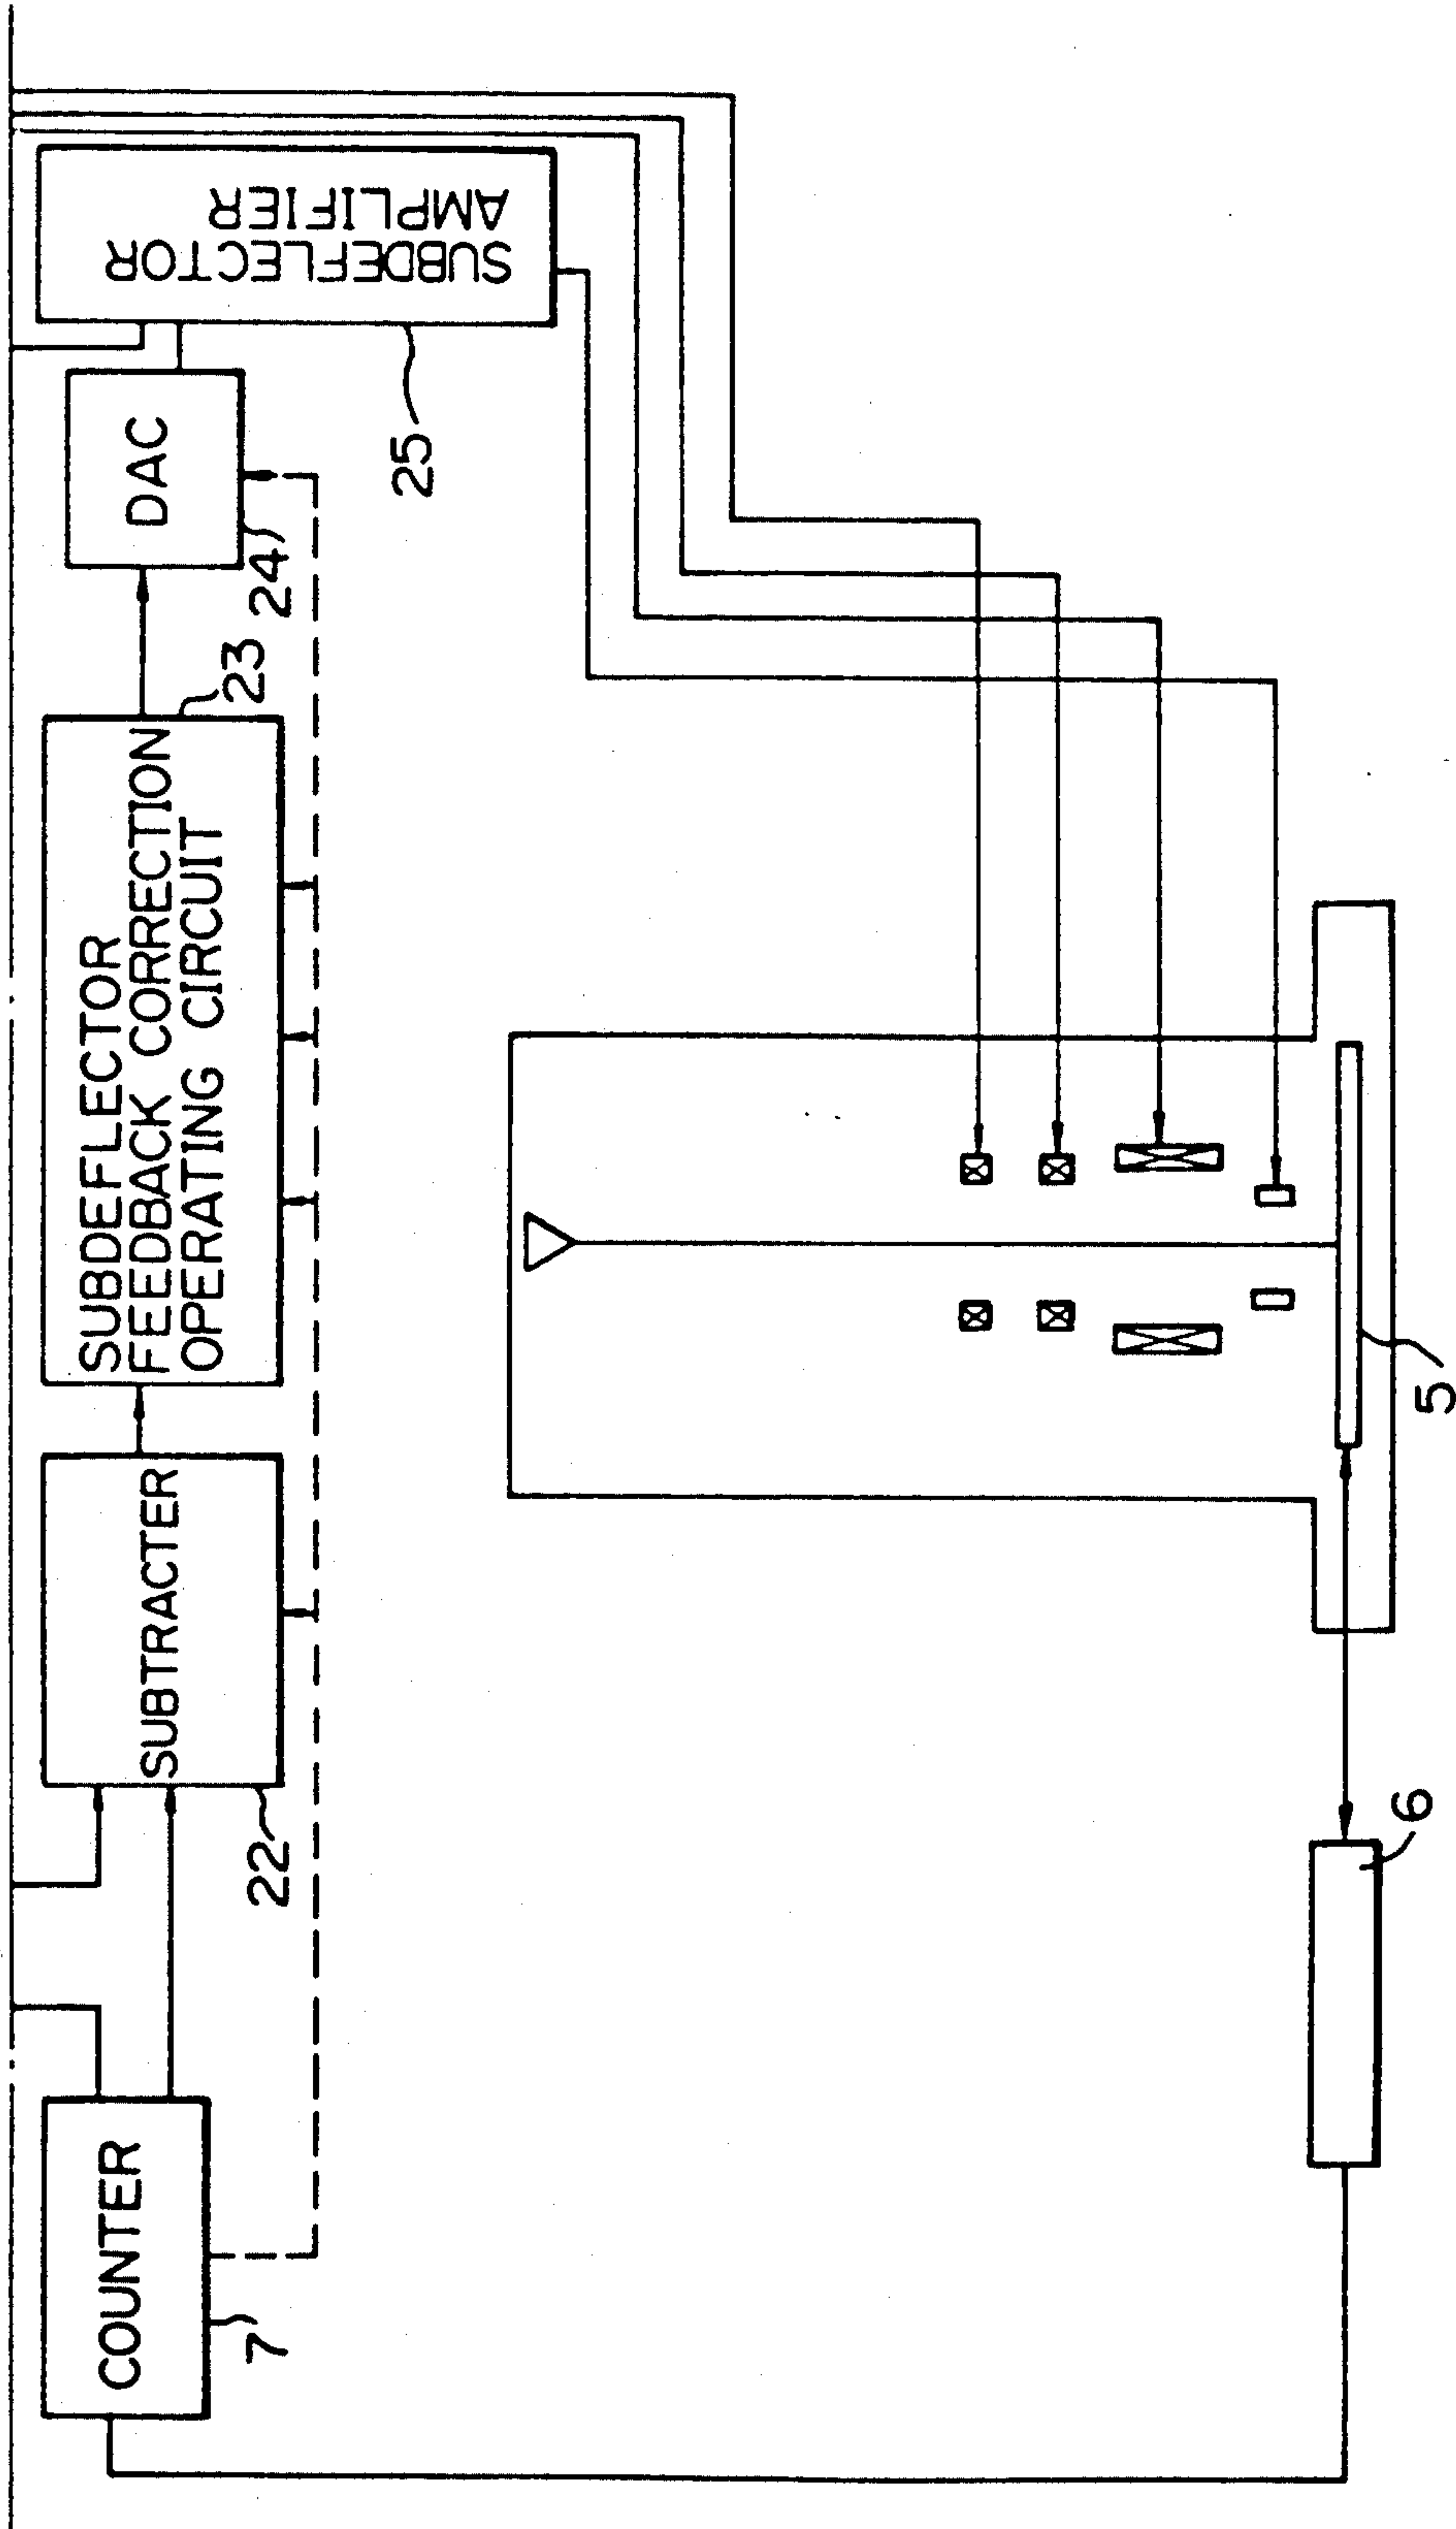 COUNTER
7
SUBTRACTER
22
SUBDEFLECTOR
FEEDBACK CORRECTION
OPERATING CIRCUIT
23
DAC
24
SUBDEFLECTOR
AMPLIFIER
25
6
5